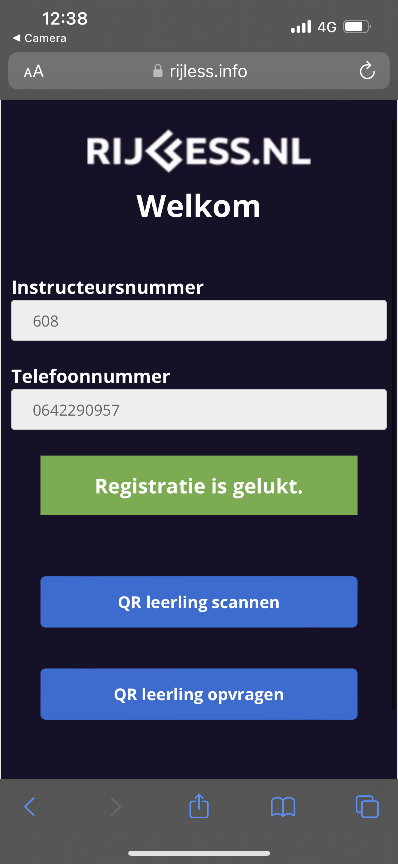 12:38
4G
◀ Camera
AA
rijless.info
RIJLESS.NL
Welkom
Instructeursnummer
608
Telefoonnummer
0642290957
Registratie is gelukt.
QR leerling scannen
QR leerling opvragen